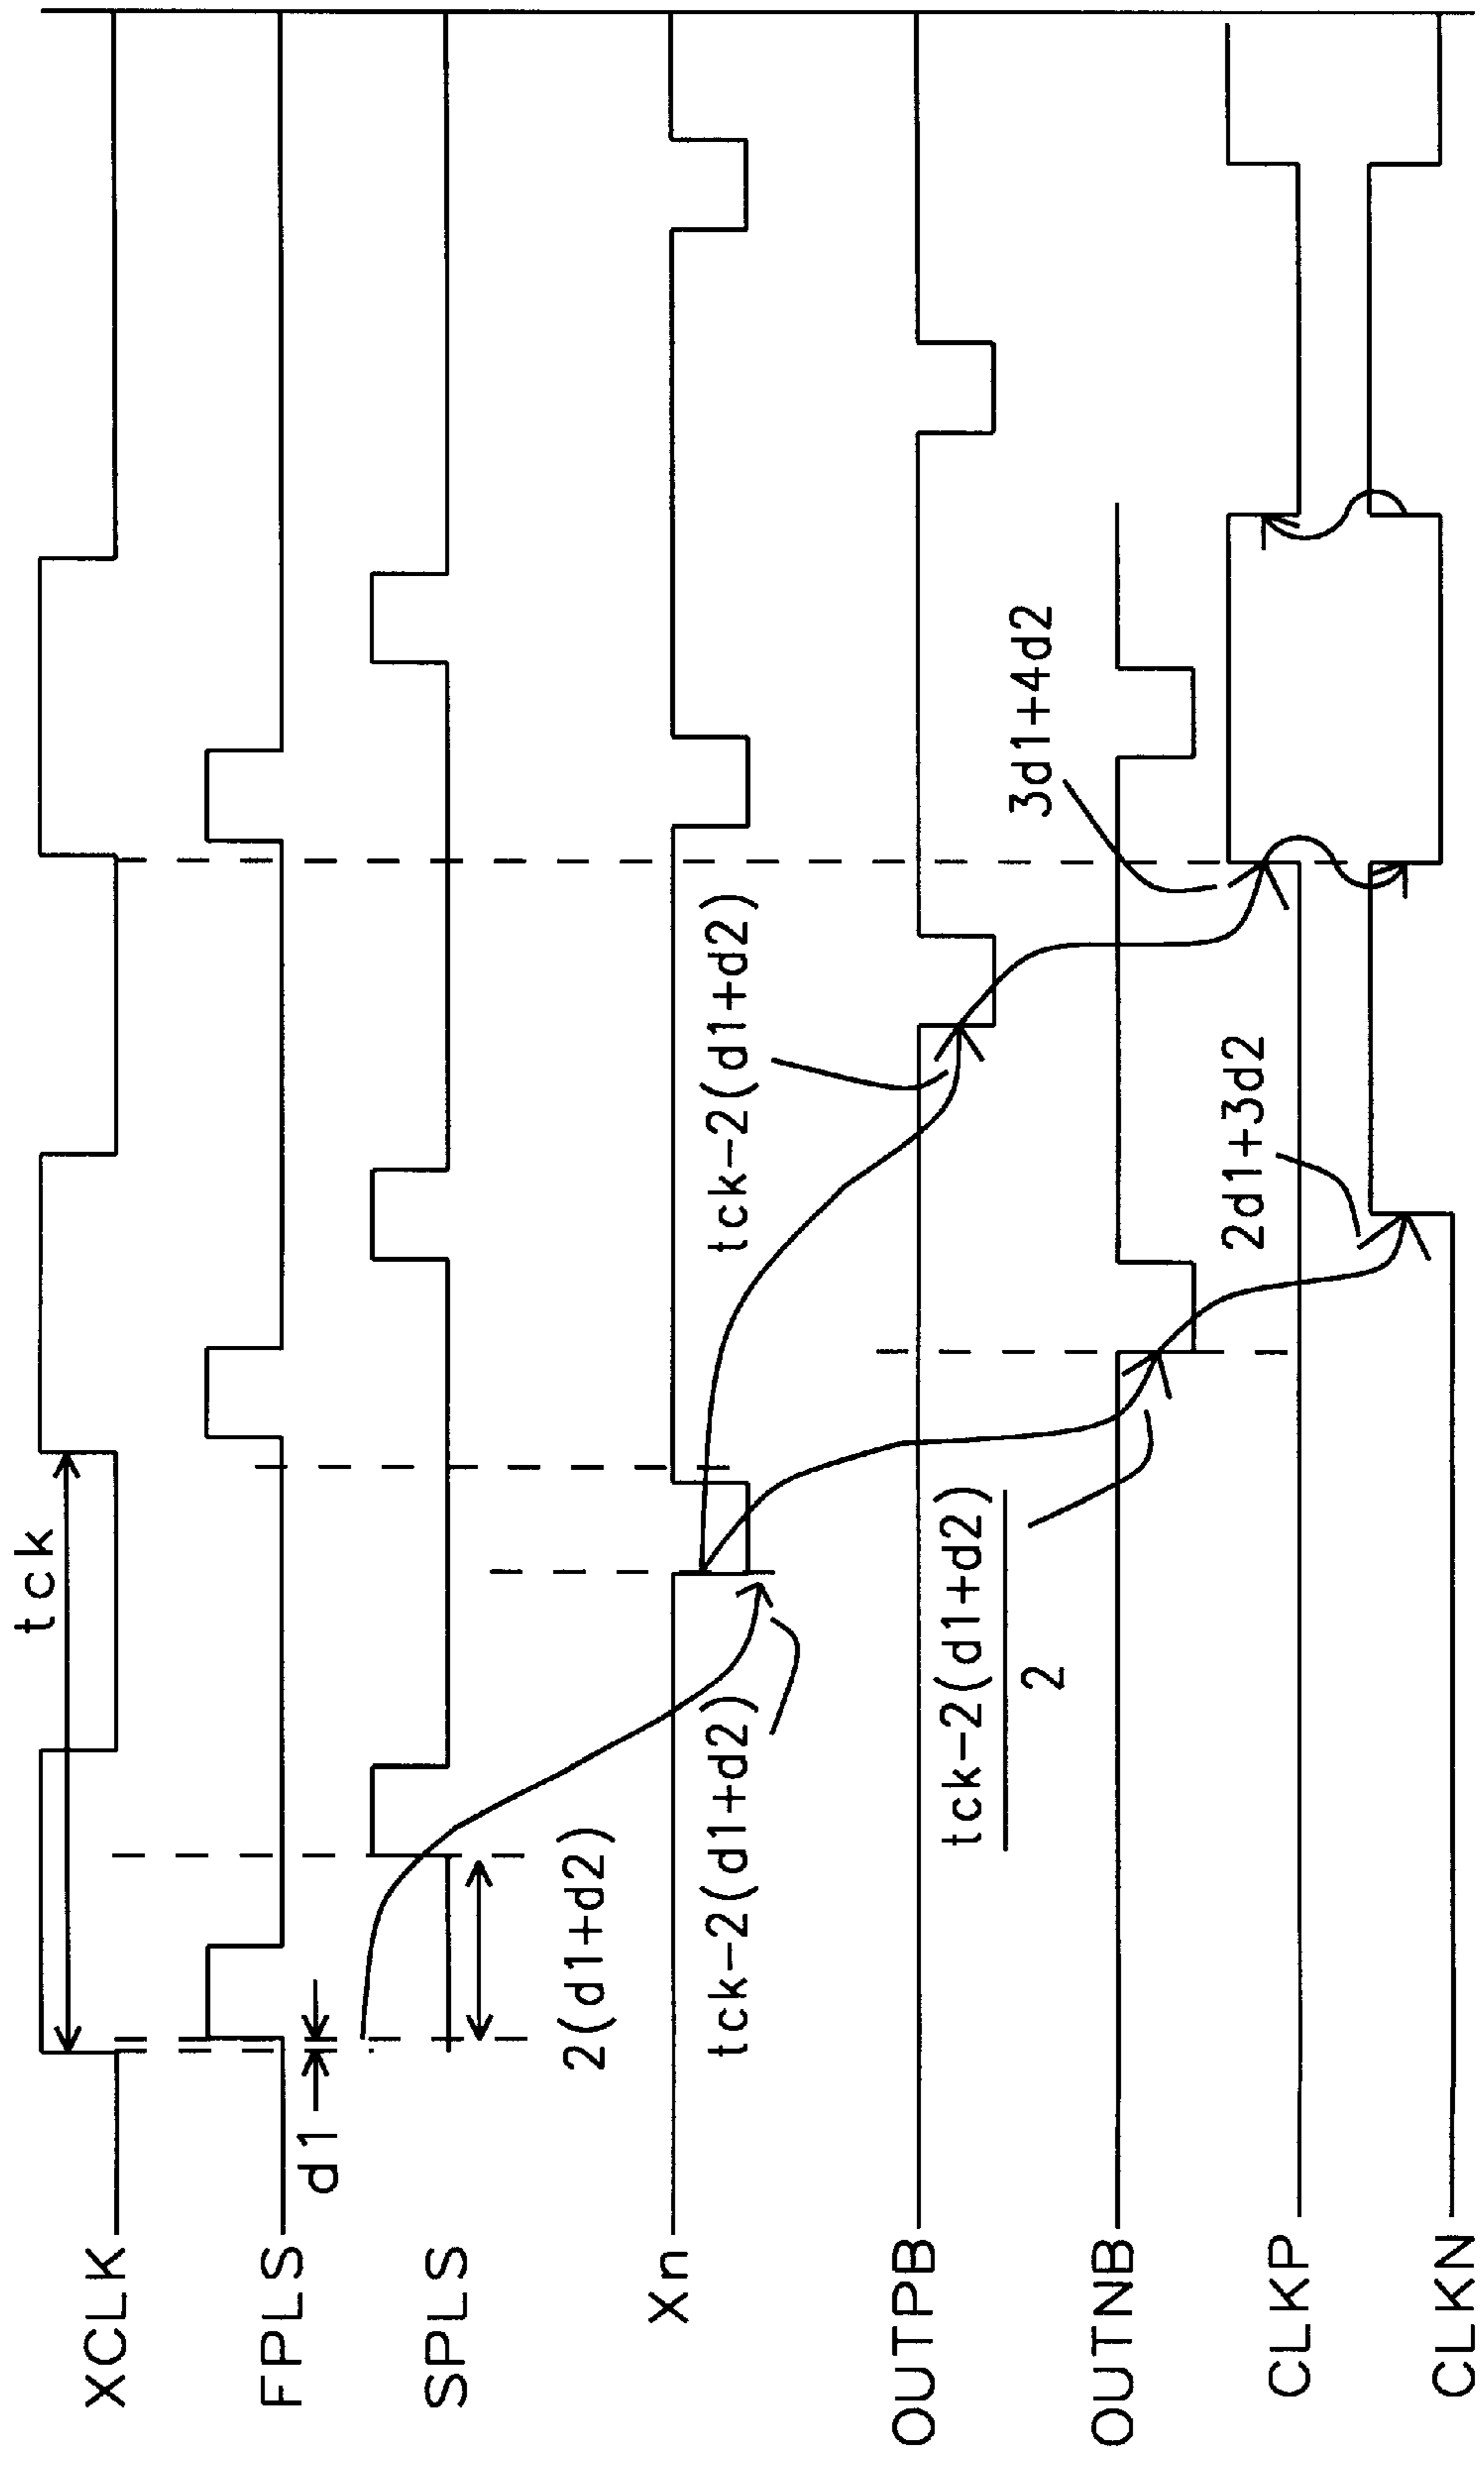 tck
XCLK
FPLS
d1
SPLS
2(d1+d2)
Xn
tck-2(d1+d2)
tck-2(d1+d2)
OUTPB
tck-2(d1+d2)
2
3d1+4d2
OUTNB
2d1+3d2
CLKP
CLKN